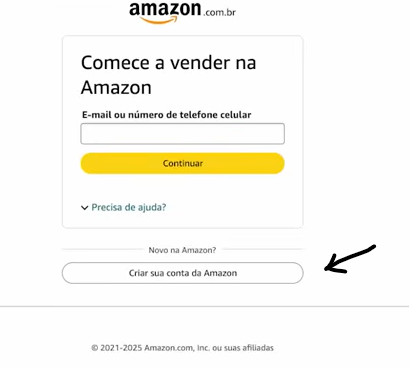 amazon.com.br
Comece a vender na
Amazon
E-mail ou número de telefone celular
Continuar
Precisa de ajuda?
Novo na Amazon?
Criar sua conta da Amazon
© 2021-2025 Amazon.com, Inc. ou suas afiliadas